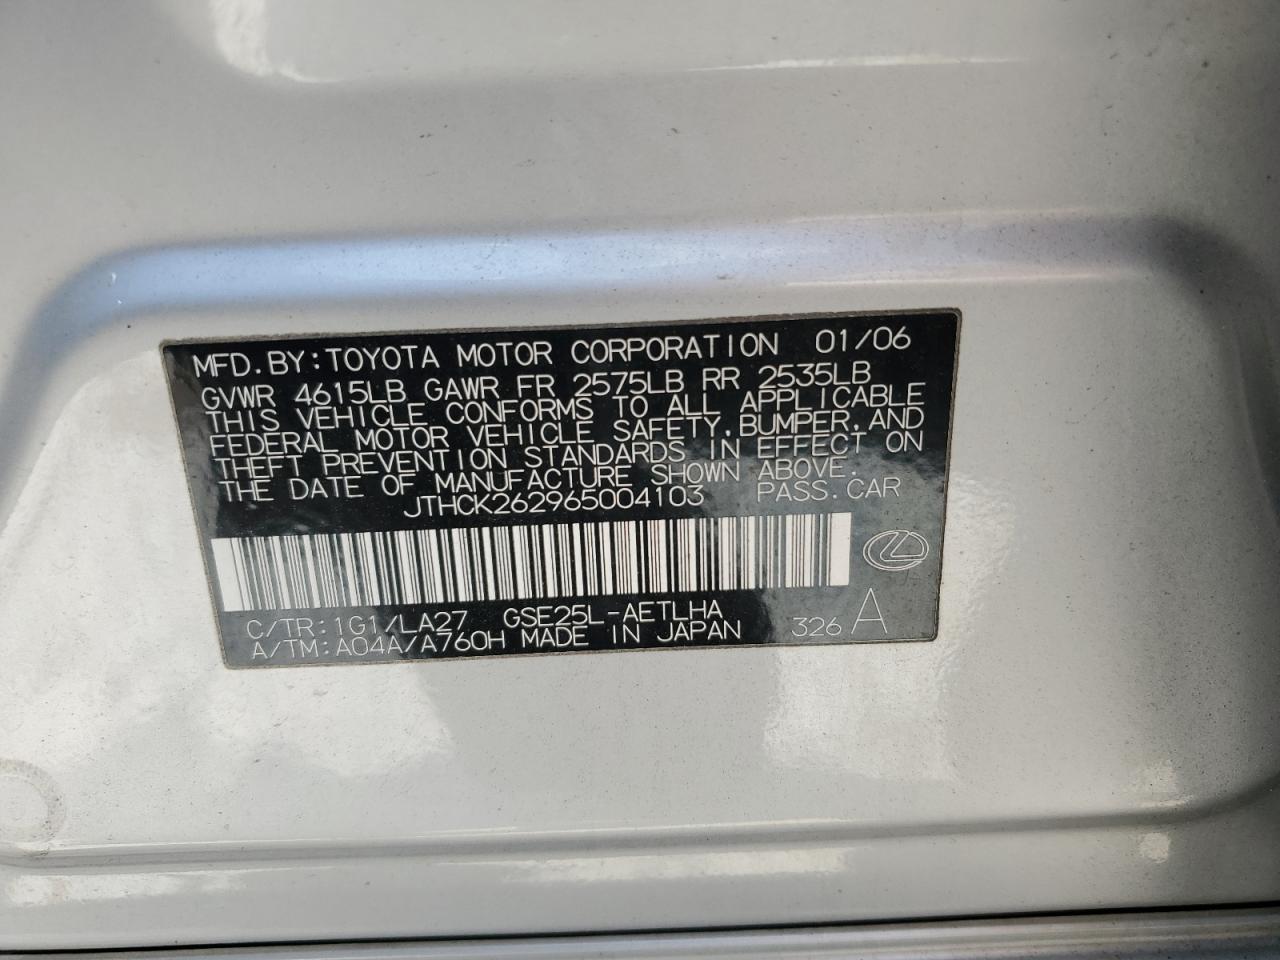 MFD.BY:TOYOTA MOTOR CORPORATION 01/06
GVWR 4615LB GAWR FR 2575LB RR 2535LB
THIS VEHICLE CONFORMS TO ALL APPLICABLE
FEDERAL MOTOR VEHICLE SAFETY,BUMPER,AND
THEFT PREVENTION STANDARDS IN EFFECT ON
THE DATE OF MANUFACTURE SHOWN ABOVE.
JTHCK262965004103 PASS.CAR
C/TR:1G1/LA27 GSE25L-AETLHA
A/TM:A04A/A760H MADE IN JAPAN 326 A